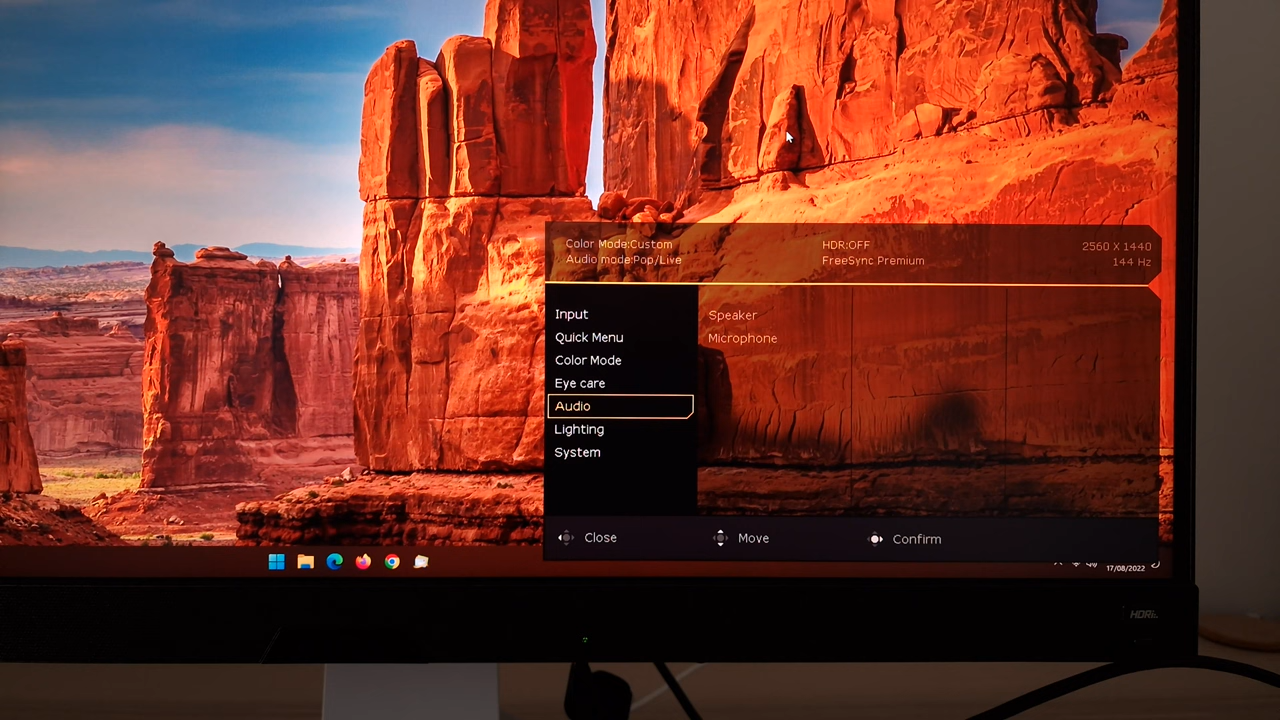 Color Mode:Custom
Audio mode:Pop/Live
HDR:OFF
FreeSync Premium
2560 X 1440
144 Hz
Input
Quick Menu
Color Mode
Eye care
Audio
Lighting
System
Speaker
Microphone
Close
Move
Confirm
17/08/2022
HDRi